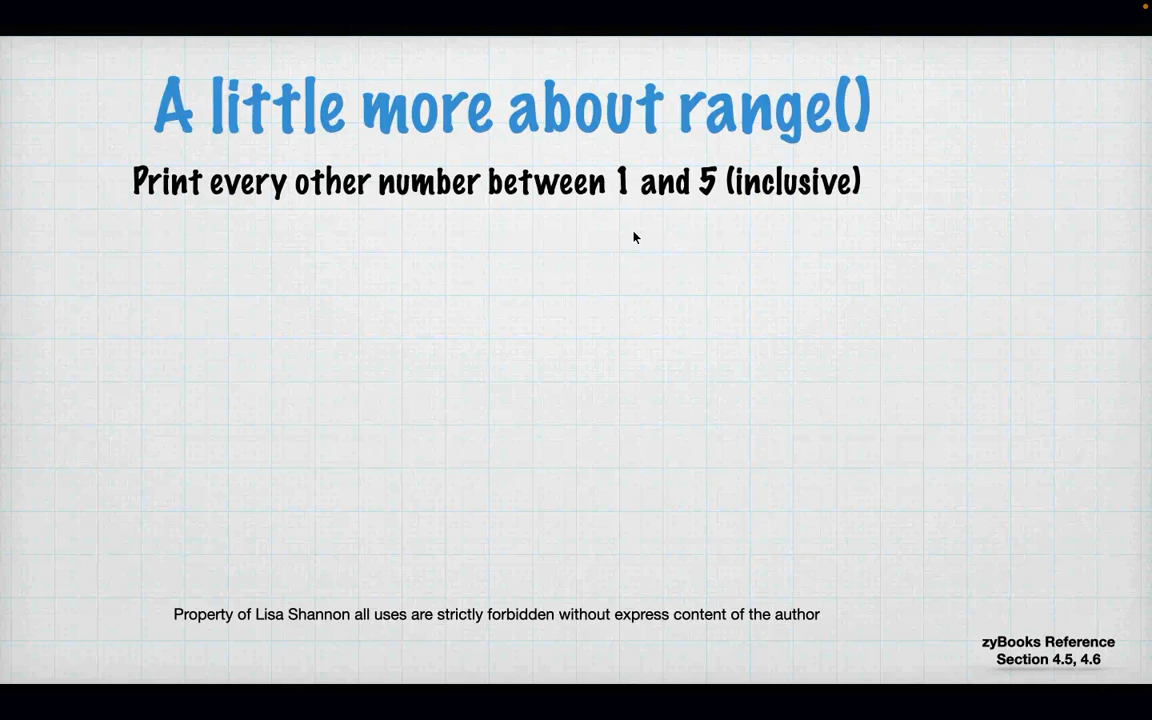 A little more about range()
Print every other number between 1 and 5 (inclusive)
Property of Lisa Shannon all uses are strictly forbidden without express content of the author
zyBooks Reference
Section 4.5, 4.6